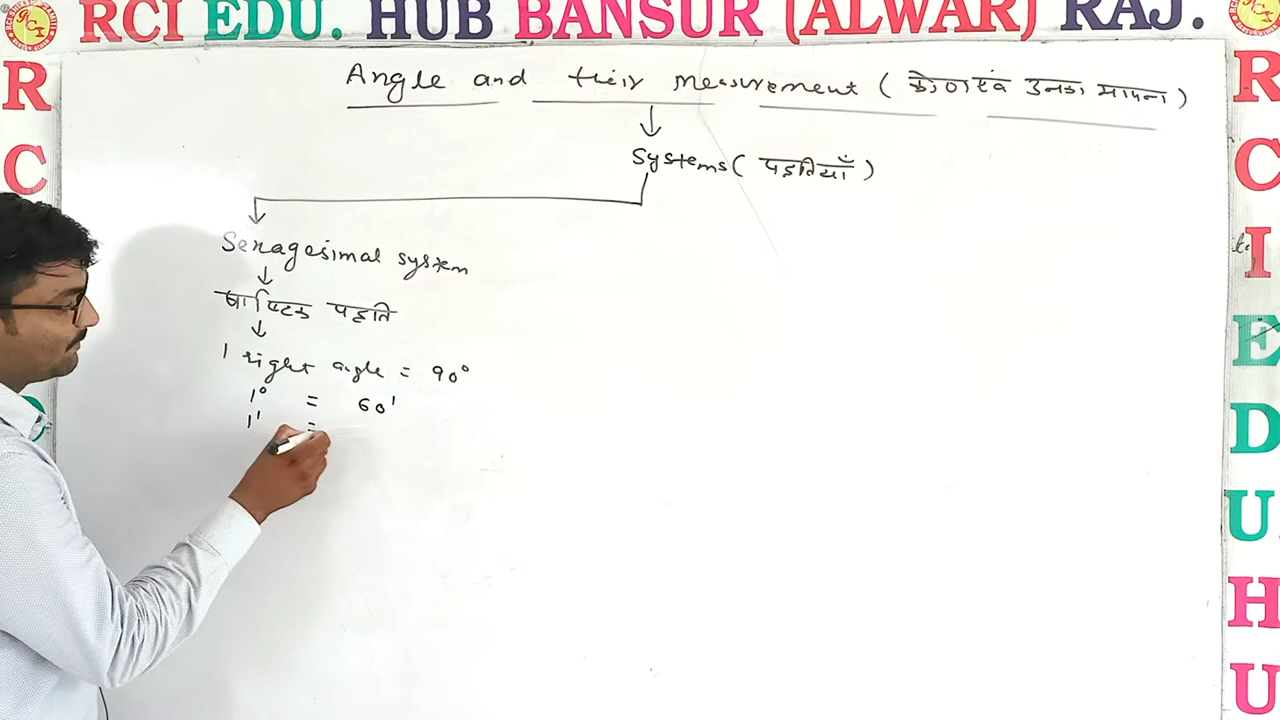 RCI EDU. HUB BANSUR (ALWAR) RAJ.
Angle and their measurement ( कोण एवं उनका मापन )
Systems ( पद्धतियाँ )
Sexagesimal system
षाष्टिक पद्धति
1 right angle = 90°
1° = 60'
1' =
R
C
R
C
I
E
D
U
H
U